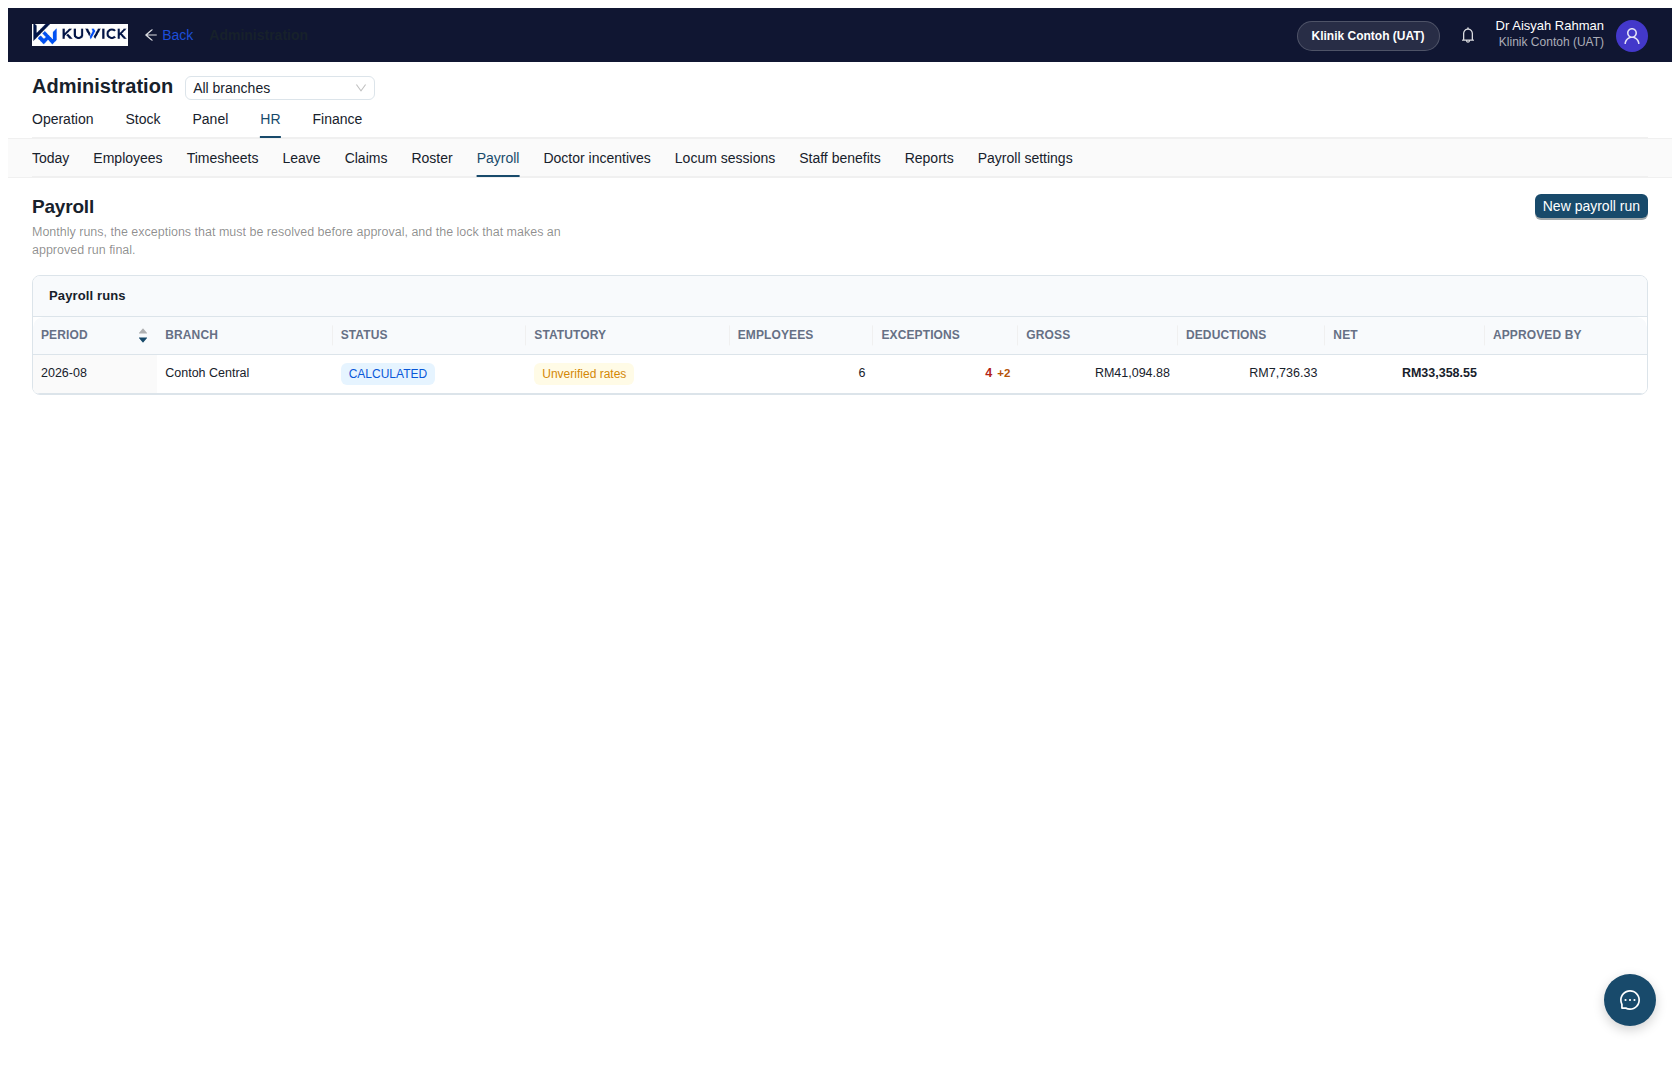 KUWICK
Back Administration
Klinik Contoh (UAT)
Dr Aisyah Rahman
Klinik Contoh (UAT)
Administration
All branches
Operation Stock Panel HR Finance
Today Employees Timesheets Leave Claims Roster Payroll Doctor incentives Locum sessions Staff benefits Reports Payroll settings
Payroll
New payroll run
Monthly runs, the exceptions that must be resolved before approval, and the lock that makes an
approved run final.
Payroll runs
PERIOD BRANCH STATUS STATUTORY EMPLOYEES EXCEPTIONS GROSS DEDUCTIONS NET APPROVED BY
2026-08 Contoh Central CALCULATED Unverified rates 6 4 +2 RM41,094.88 RM7,736.33 RM33,358.55